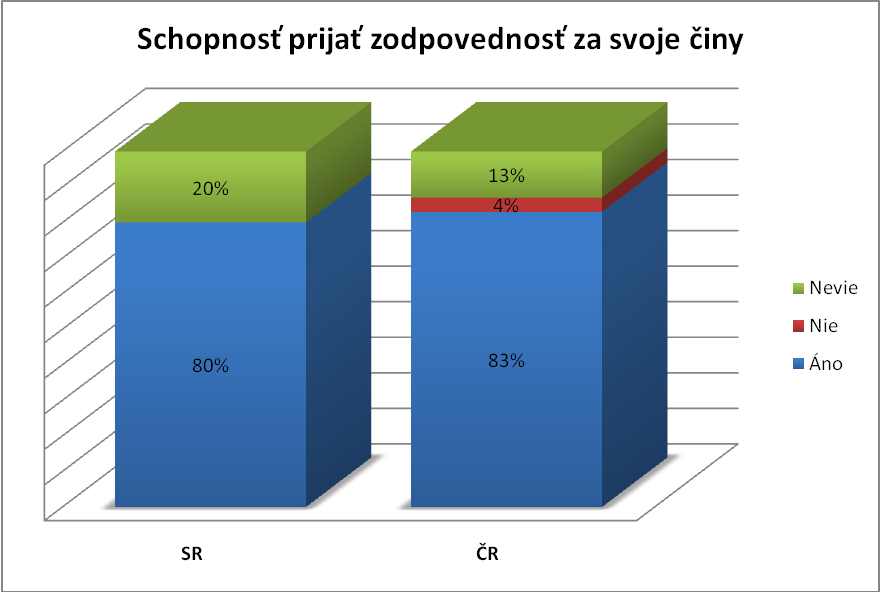 Schopnosť prijať zodpovednosť za svoje činy
20%
13%
4%
80%
83%
Nevie
Nie
Áno
SR
ČR